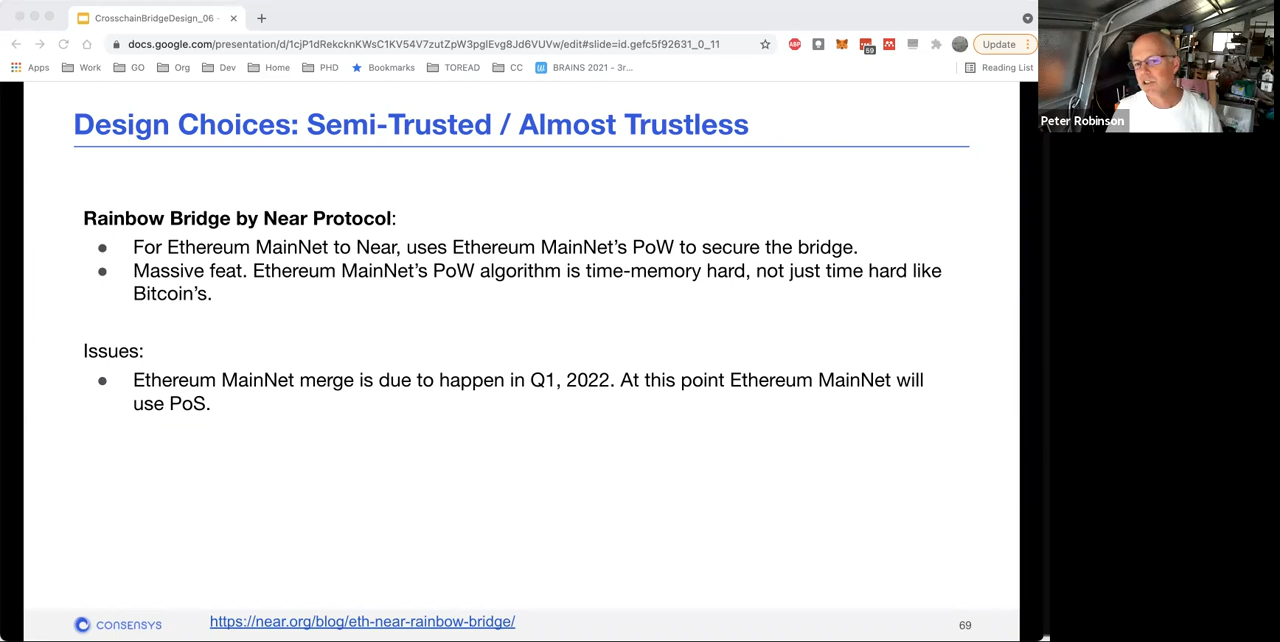 CrosschainBridgeDesign_06 -
docs.google.com/presentation/d/1cjP1dRekcknKWsC1KV54V7zutZpW3pglEvg8Jd6VUVw/edit#slide=id.gefc5f92631_0_11
ABP
59
Update
Apps
Work
GO
Org
Dev
Home
PHD
Bookmarks
TOREAD
CC
BRAINS 2021 - 3r...
Reading List
Peter Robinson
Design Choices: Semi-Trusted / Almost Trustless
Rainbow Bridge by Near Protocol:
● For Ethereum MainNet to Near, uses Ethereum MainNet's PoW to secure the bridge.
● Massive feat. Ethereum MainNet's PoW algorithm is time-memory hard, not just time hard like
Bitcoin's.
Issues:
● Ethereum MainNet merge is due to happen in Q1, 2022. At this point Ethereum MainNet will
use PoS.
CONSENSYS
https://near.org/blog/eth-near-rainbow-bridge/
69